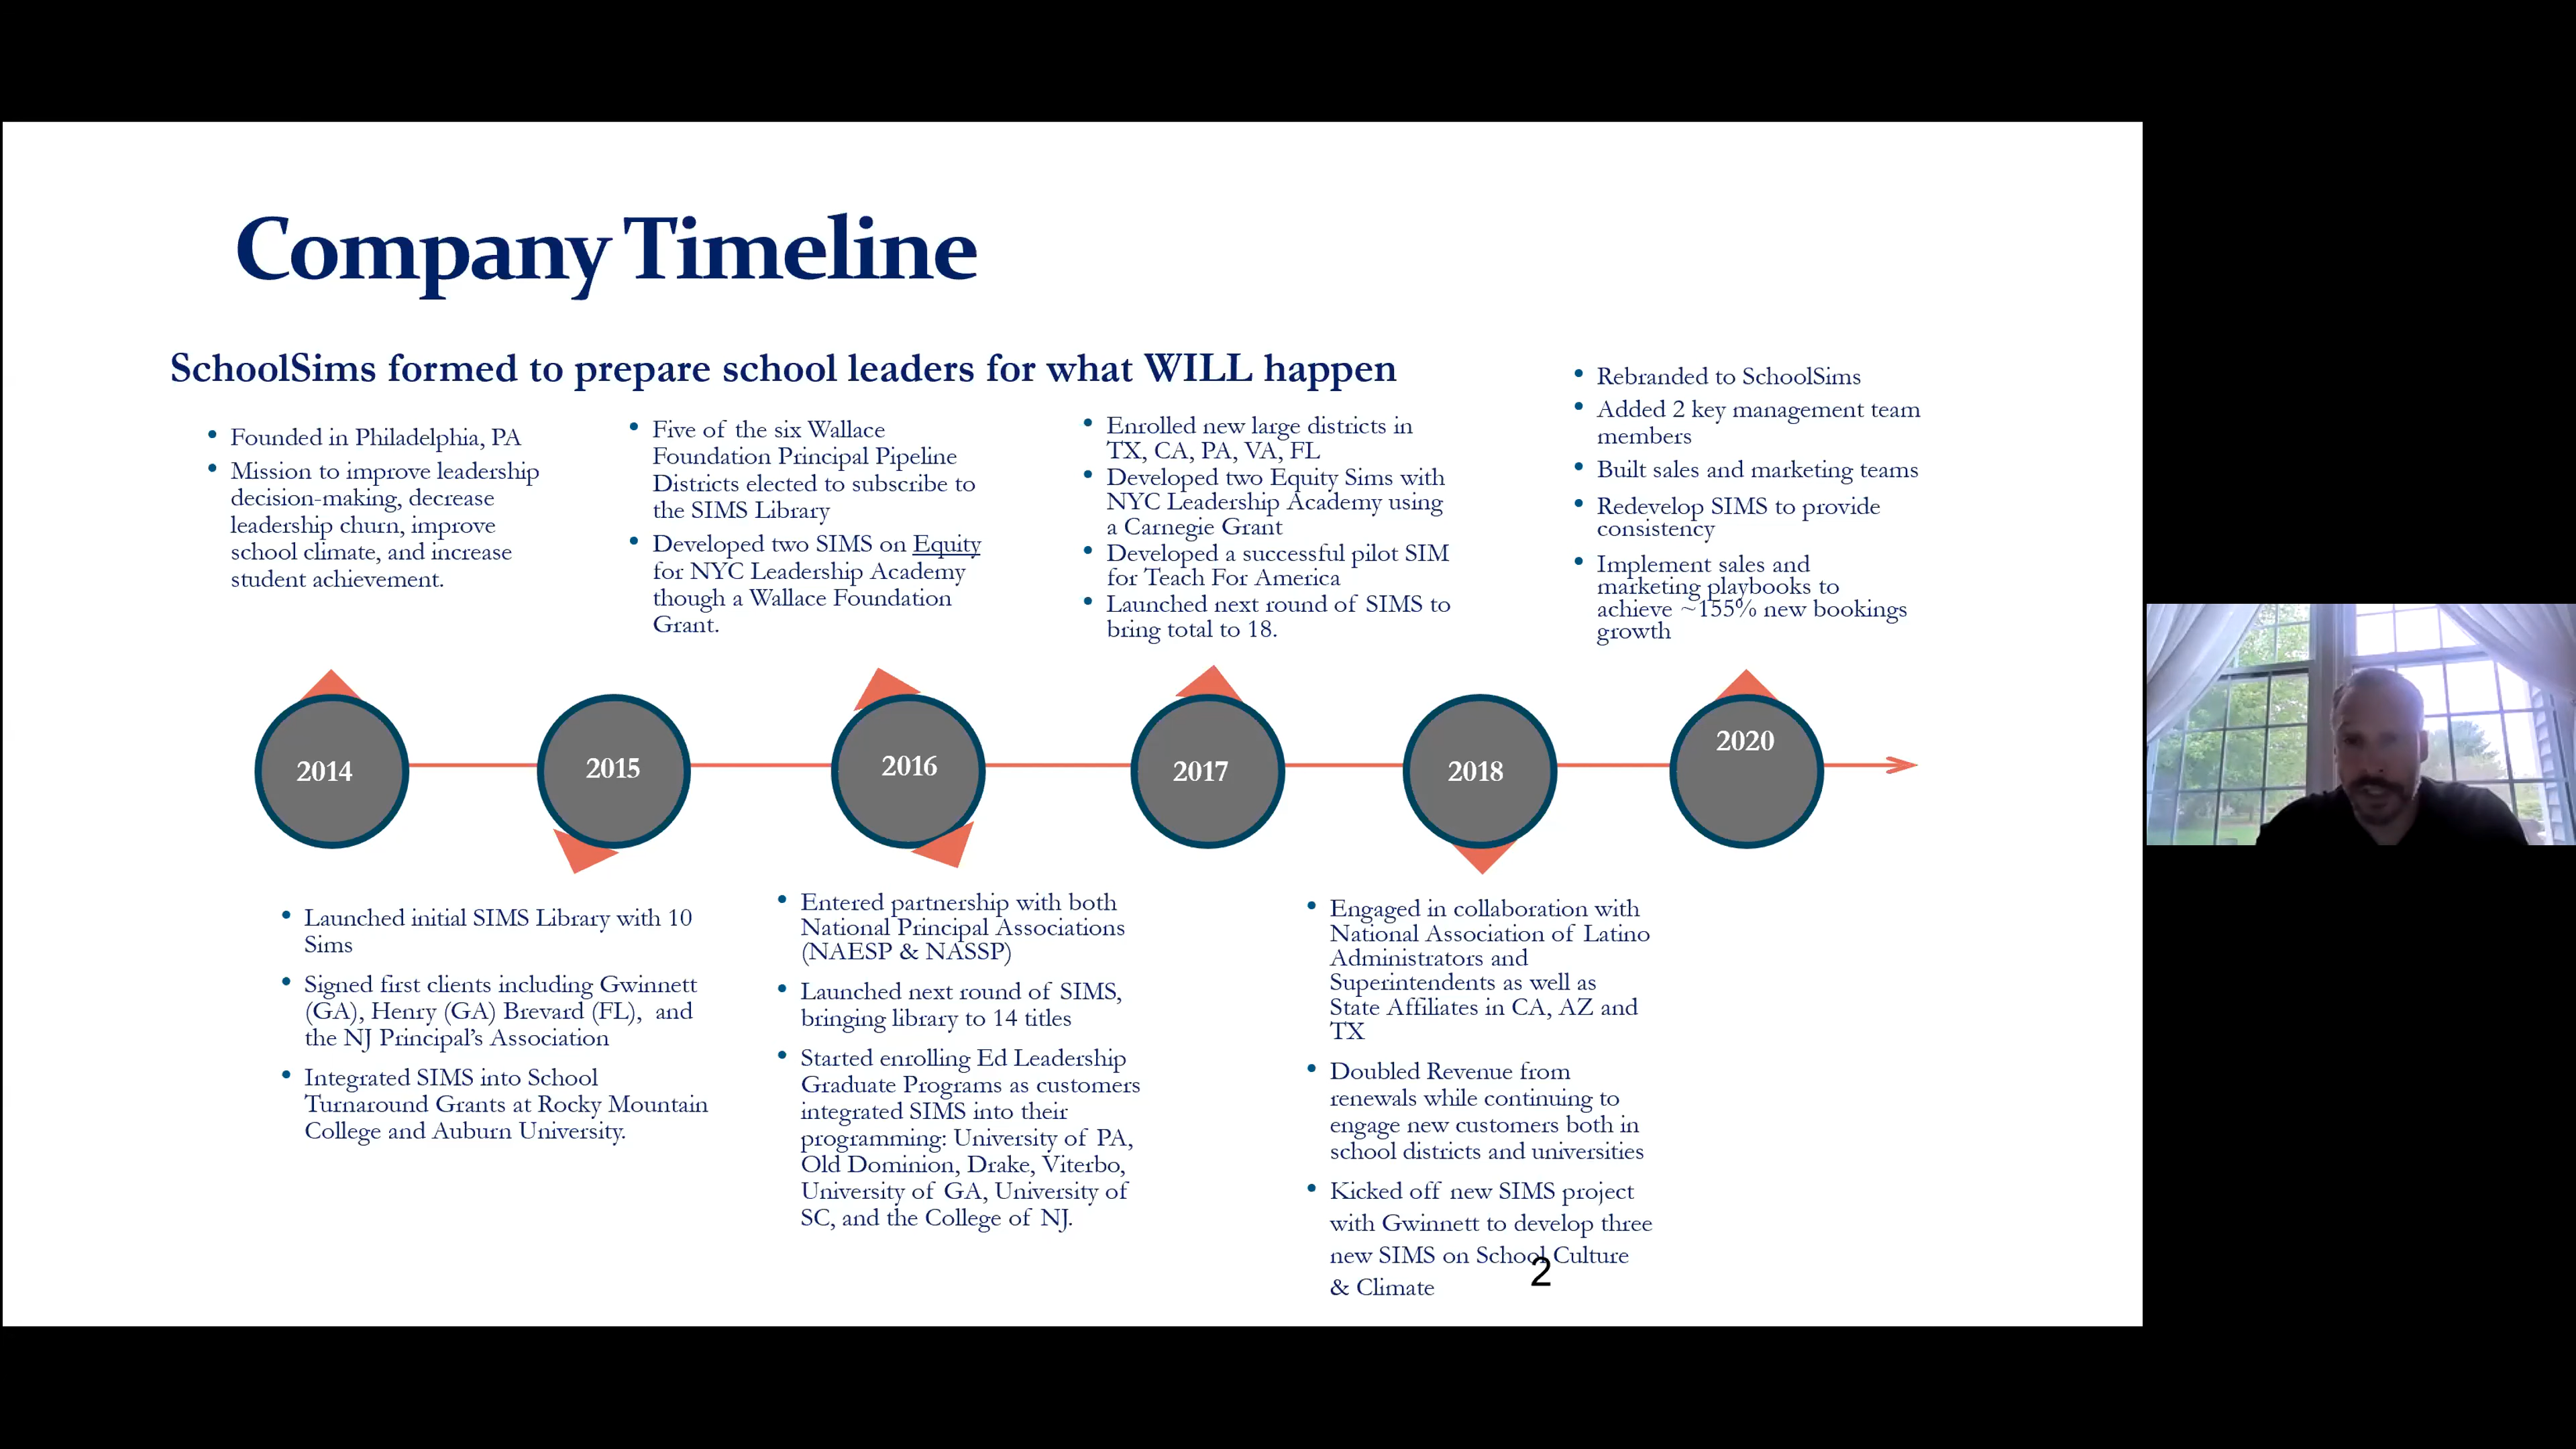 Company Timeline
SchoolSims formed to prepare school leaders for what WILL happen
• Founded in Philadelphia, PA
• Mission to improve leadership
decision-making, decrease
leadership churn, improve
school climate, and increase
student achievement.
• Five of the six Wallace
Foundation Principal Pipeline
Districts elected to subscribe to
the SIMS Library
• Developed two SIMS on Equity
for NYC Leadership Academy
though a Wallace Foundation
Grant.
• Enrolled new large districts in
TX, CA, PA, VA, FL
• Developed two Equity Sims with
NYC Leadership Academy using
a Carnegie Grant
• Developed a successful pilot SIM
for Teach For America
• Launched next round of SIMS to
bring total to 18.
• Rebranded to SchoolSims
• Added 2 key management team
members
• Built sales and marketing teams
• Redevelop SIMS to provide
consistency
• Implement sales and
marketing playbooks to
achieve ~155% new bookings
growth
2014
2015
2016
2017
2018
2020
• Launched initial SIMS Library with 10
Sims
• Signed first clients including Gwinnett
(GA), Henry (GA) Brevard (FL), and
the NJ Principal's Association
• Integrated SIMS into School
Turnaround Grants at Rocky Mountain
College and Auburn University.
• Entered partnership with both
National Principal Associations
(NAESP & NASSP)
• Launched next round of SIMS,
bringing library to 14 titles
• Started enrolling Ed Leadership
Graduate Programs as customers
integrated SIMS into their
programming: University of PA,
Old Dominion, Drake, Viterbo,
University of GA, University of
SC, and the College of NJ.
• Engaged in collaboration with
National Association of Latino
Administrators and
Superintendents as well as
State Affiliates in CA, AZ and
TX
• Doubled Revenue from
renewals while continuing to
engage new customers both in
school districts and universities
• Kicked off new SIMS project
with Gwinnett to develop three
new SIMS on School Culture
& Climate
2